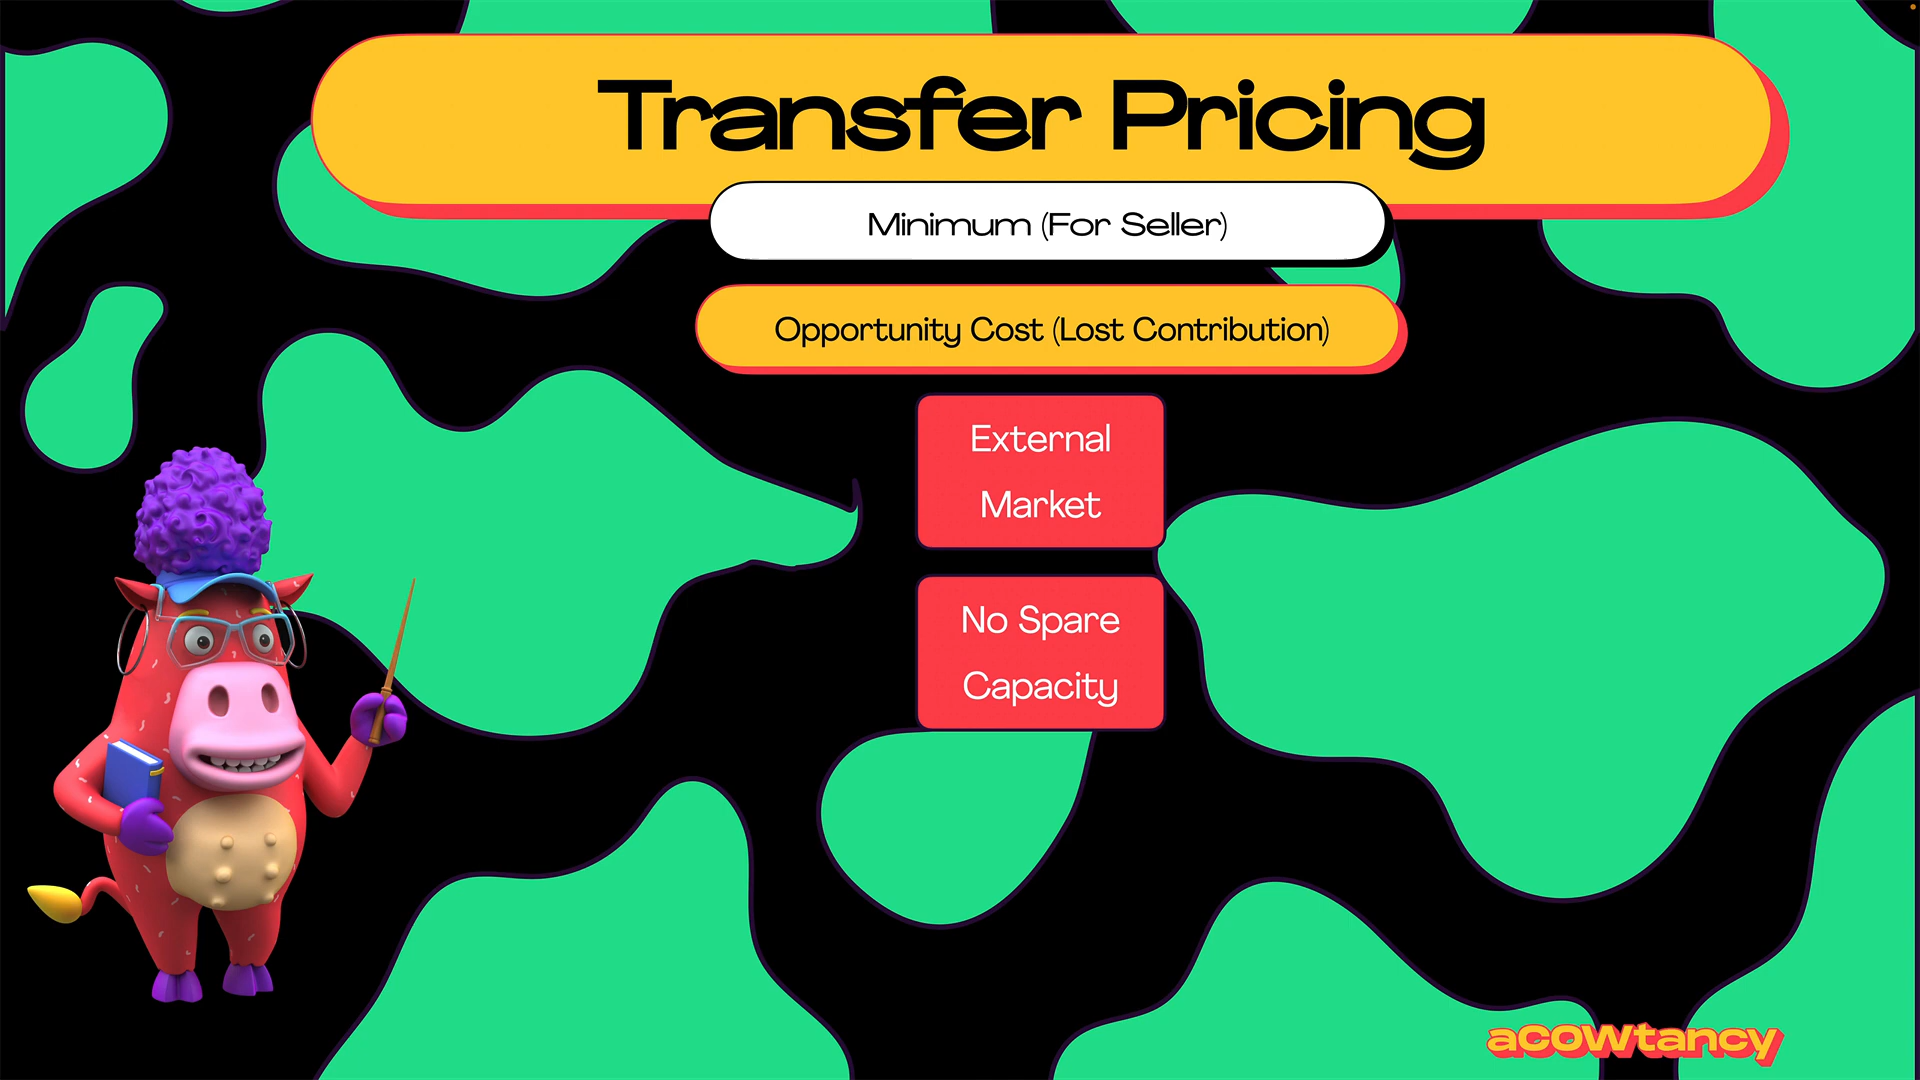 Transfer Pricing
Minimum (For Seller)
Opportunity Cost (Lost Contribution)
External
Market
No Spare
Capacity
aCOWtancy